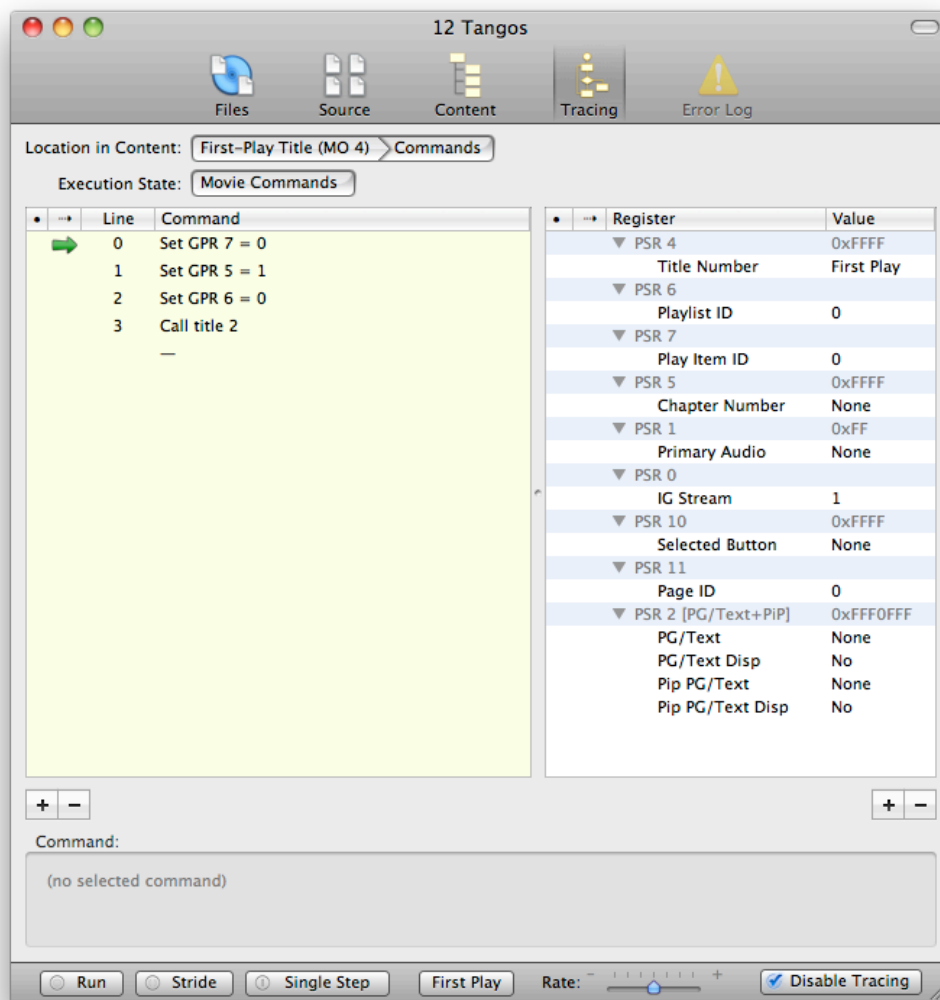 12 Tangos
Files Source Content Tracing Error Log
Location in Content: First-Play Title (MO 4) Commands
Execution State: Movie Commands
Line Command
0 Set GPR 7 = 0
1 Set GPR 5 = 1
2 Set GPR 6 = 0
3 Call title 2
—
Register Value
PSR 4 0xFFFF
Title Number First Play
PSR 6
Playlist ID 0
PSR 7
Play Item ID 0
PSR 5 0xFFFF
Chapter Number None
PSR 1 0xFF
Primary Audio None
PSR 0
IG Stream 1
PSR 10 0xFFFF
Selected Button None
PSR 11
Page ID 0
PSR 2 [PG/Text+PiP] 0xFFF0FFF
PG/Text None
PG/Text Disp No
Pip PG/Text None
Pip PG/Text Disp No
+ − + −
Command:
(no selected command)
Run Stride Single Step First Play Rate: − + Disable Tracing